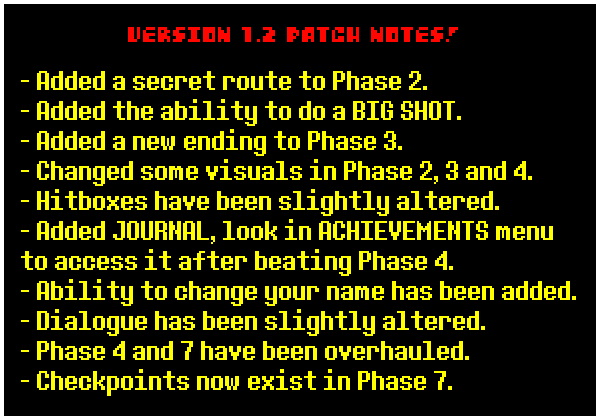 VERSION 1.2 PATCH NOTES!
- Added a secret route to Phase 2.
- Added the ability to do a BIG SHOT.
- Added a new ending to Phase 3.
- Changed some visuals in Phase 2, 3 and 4.
- Hitboxes have been slightly altered.
- Added JOURNAL, look in ACHIEVEMENTS menu
to access it after beating Phase 4.
- Ability to change your name has been added.
- Dialogue has been slightly altered.
- Phase 4 and 7 have been overhauled.
- Checkpoints now exist in Phase 7.